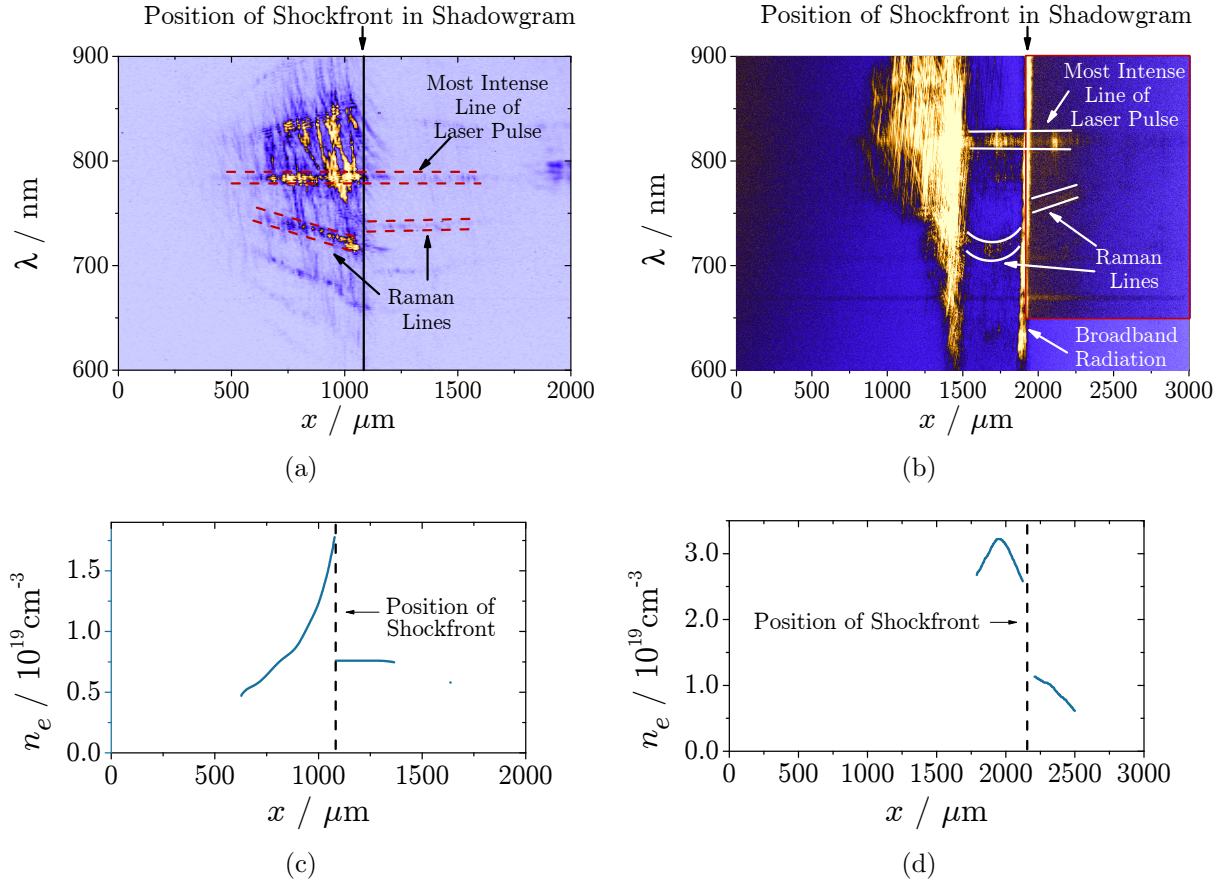 Position of Shockfront in Shadowgram
900
800
700
600
λ / nm
Most Intense
Line of
Laser Pulse
Raman
Lines
0
500
1000
1500
2000
x / μm
(a)
Position of Shockfront in Shadowgram
900
800
700
600
λ / nm
Most Intense
Line of
Laser Pulse
Raman
Lines
Broadband
Radiation
0
500
1000
1500
2000
2500
3000
x / μm
(b)
1.5
1.0
0.5
0.0
n_e / 10^19 cm^-3
Position of
Shockfront
0
500
1000
1500
2000
x / μm
(c)
3.0
2.0
1.0
0.0
n_e / 10^19 cm^-3
Position of Shockfront
0
500
1000
1500
2000
2500
3000
x / μm
(d)